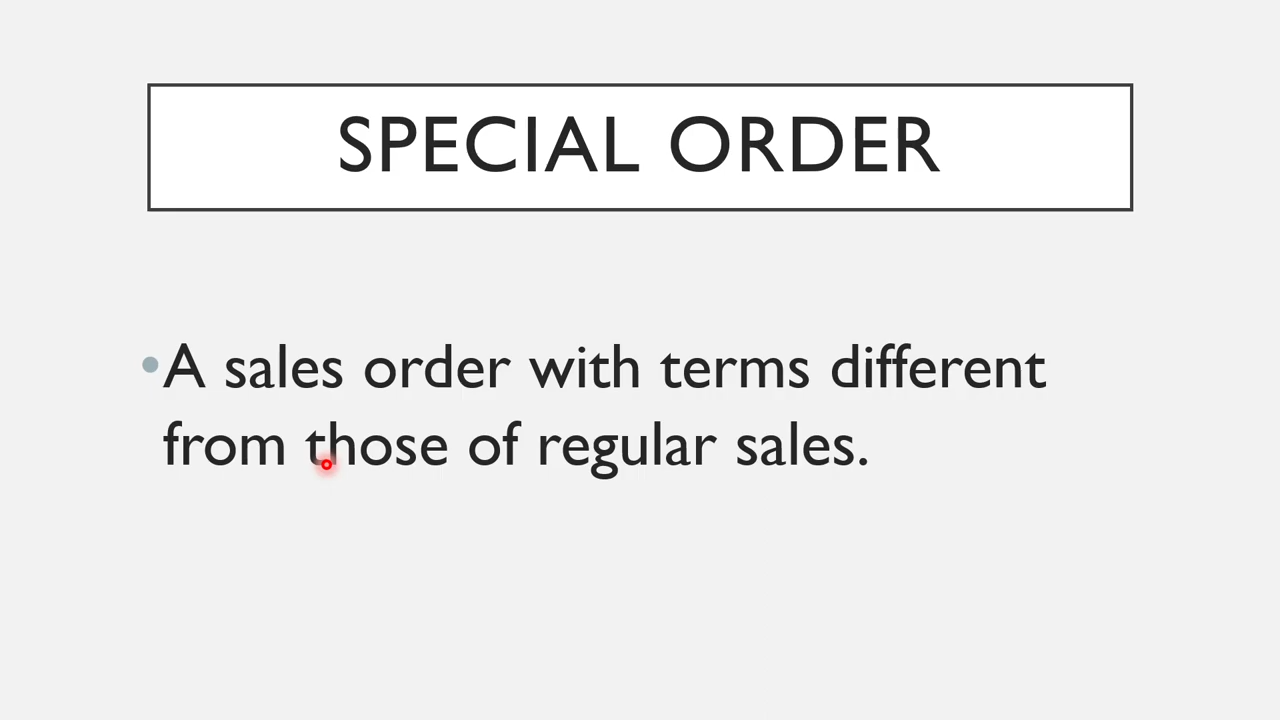 SPECIAL ORDER
•A sales order with terms different
from those of regular sales.